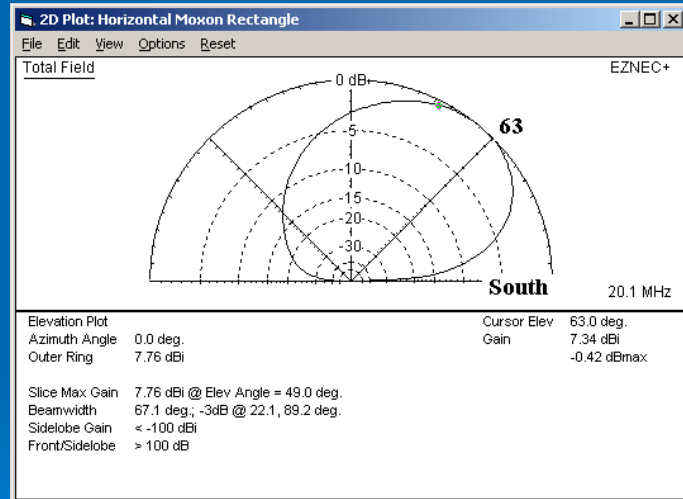 2D Plot: Horizontal Moxon Rectangle
File Edit View Options Reset
Total Field EZNEC+
0 dB
63
-5
-10
-15
-20
-30
South
20.1 MHz
Elevation Plot Cursor Elev 63.0 deg.
Azimuth Angle 0.0 deg. Gain 7.34 dBi
Outer Ring 7.76 dBi -0.42 dBmax
Slice Max Gain 7.76 dBi @ Elev Angle = 49.0 deg.
Beamwidth 67.1 deg.; -3dB @ 22.1, 89.2 deg.
Sidelobe Gain < -100 dBi
Front/Sidelobe > 100 dB